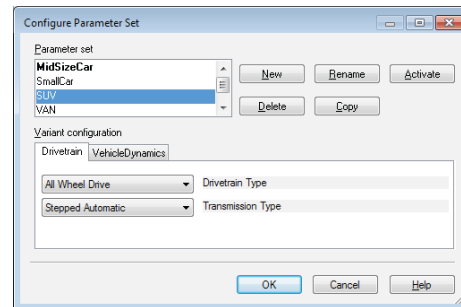 Configure Parameter Set
Parameter set
MidSizeCar
SmallCar
SUV
VAN
New Rename Activate
Delete Copy
Variant configuration
Drivetrain VehicleDynamics
All Wheel Drive Drivetrain Type
Stepped Automatic Transmission Type
OK Cancel Help